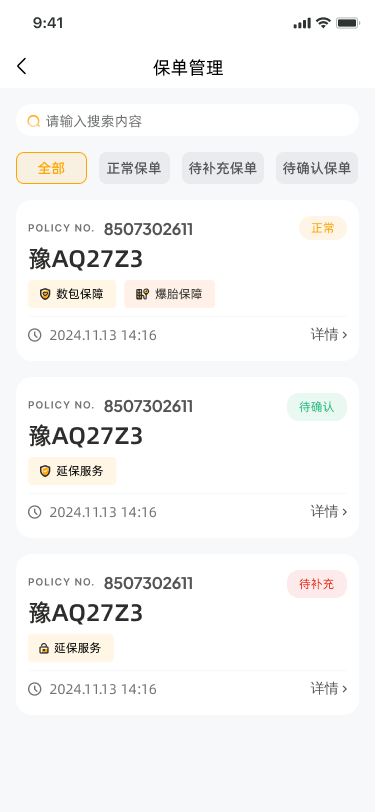 9:41
保单管理
请输入搜索内容
全部 正常保单 待补充保单 待确认保单
POLICY NO. 8507302611 正常
豫AQ27Z3
数包保障 爆胎保障
2024.11.13 14:16 详情
POLICY NO. 8507302611 待确认
豫AQ27Z3
延保服务
2024.11.13 14:16 详情
POLICY NO. 8507302611 待补充
豫AQ27Z3
延保服务
2024.11.13 14:16 详情